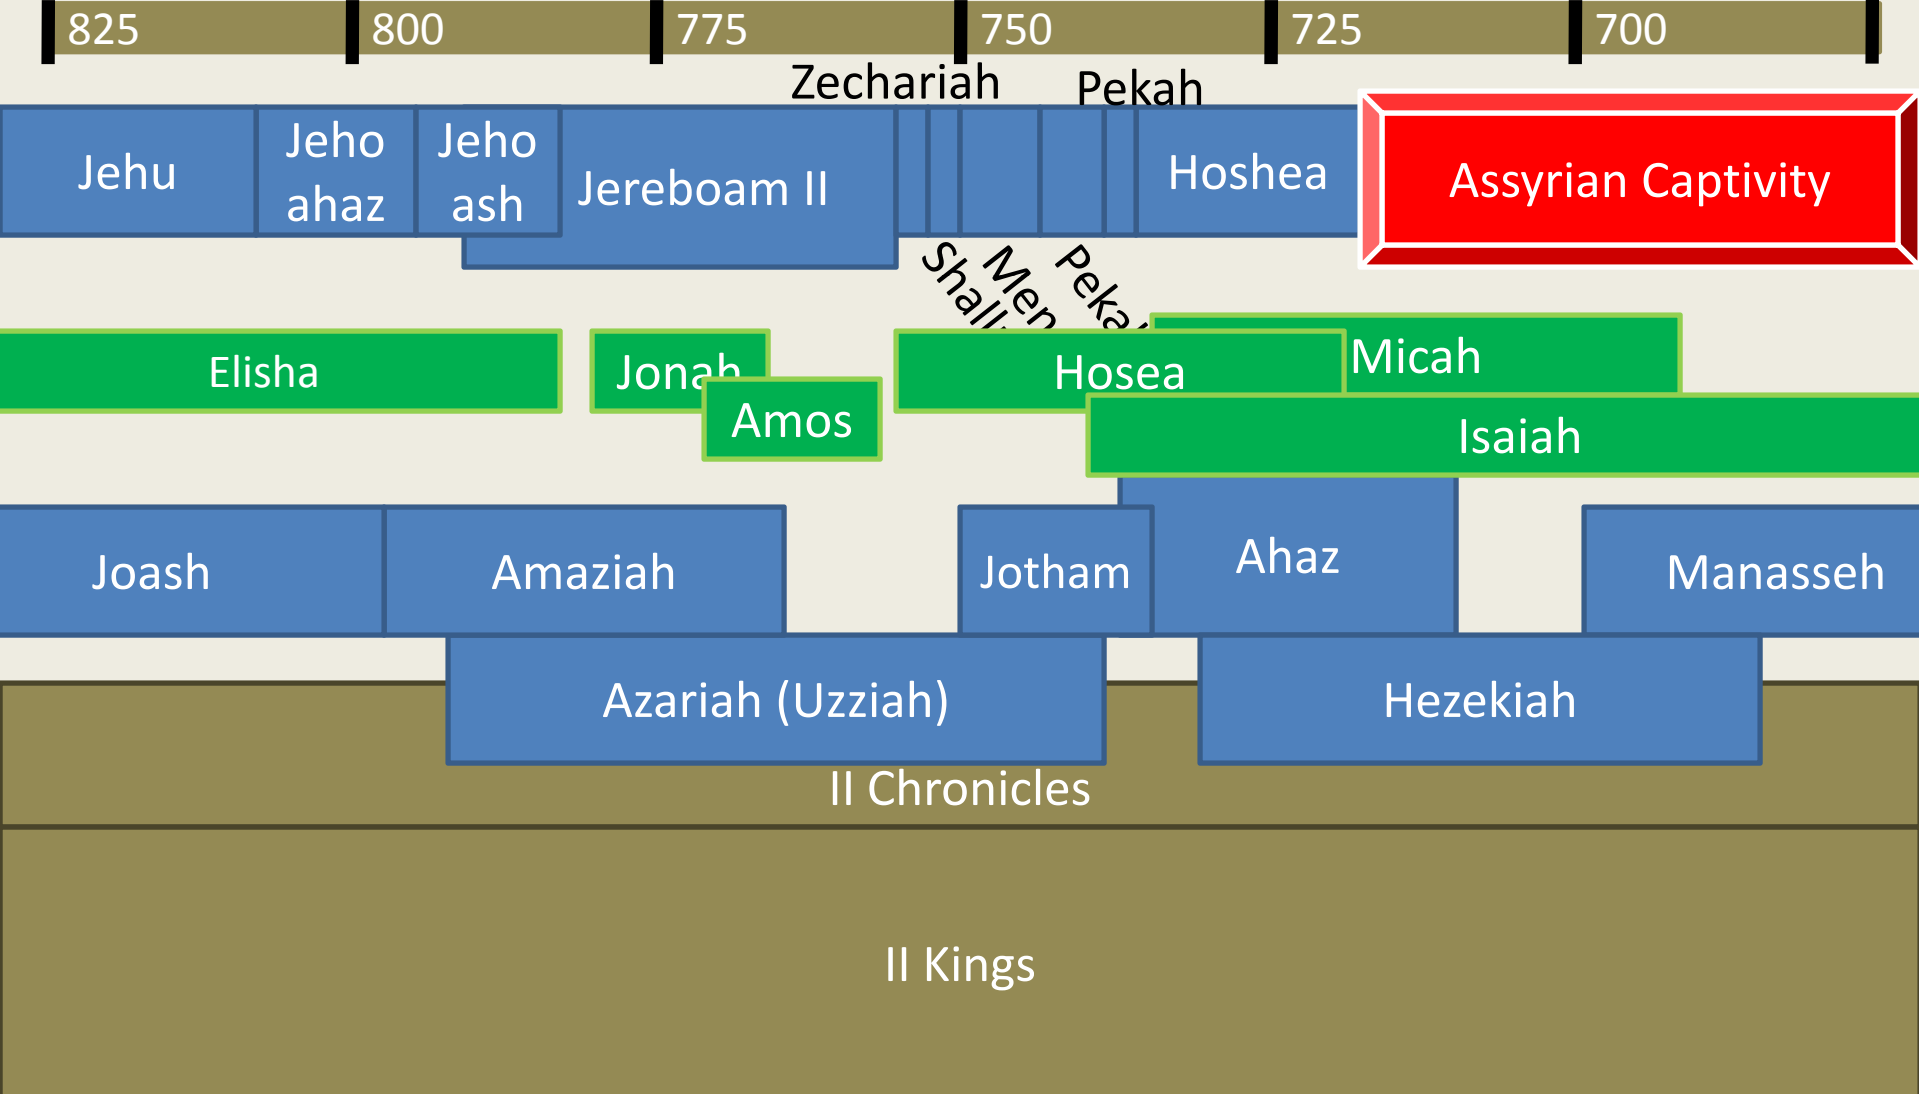 825 800 775 750 725 700
Zechariah Pekah
Jehu
Jeho
ahaz
Jeho
ash
Jereboam II
Hoshea
Assyrian Captivity
Elisha
Jonah
Amos
Hosea
Micah
Isaiah
Joash
Amaziah
Jotham
Ahaz
Manasseh
Azariah (Uzziah)
Hezekiah
II Chronicles
II Kings